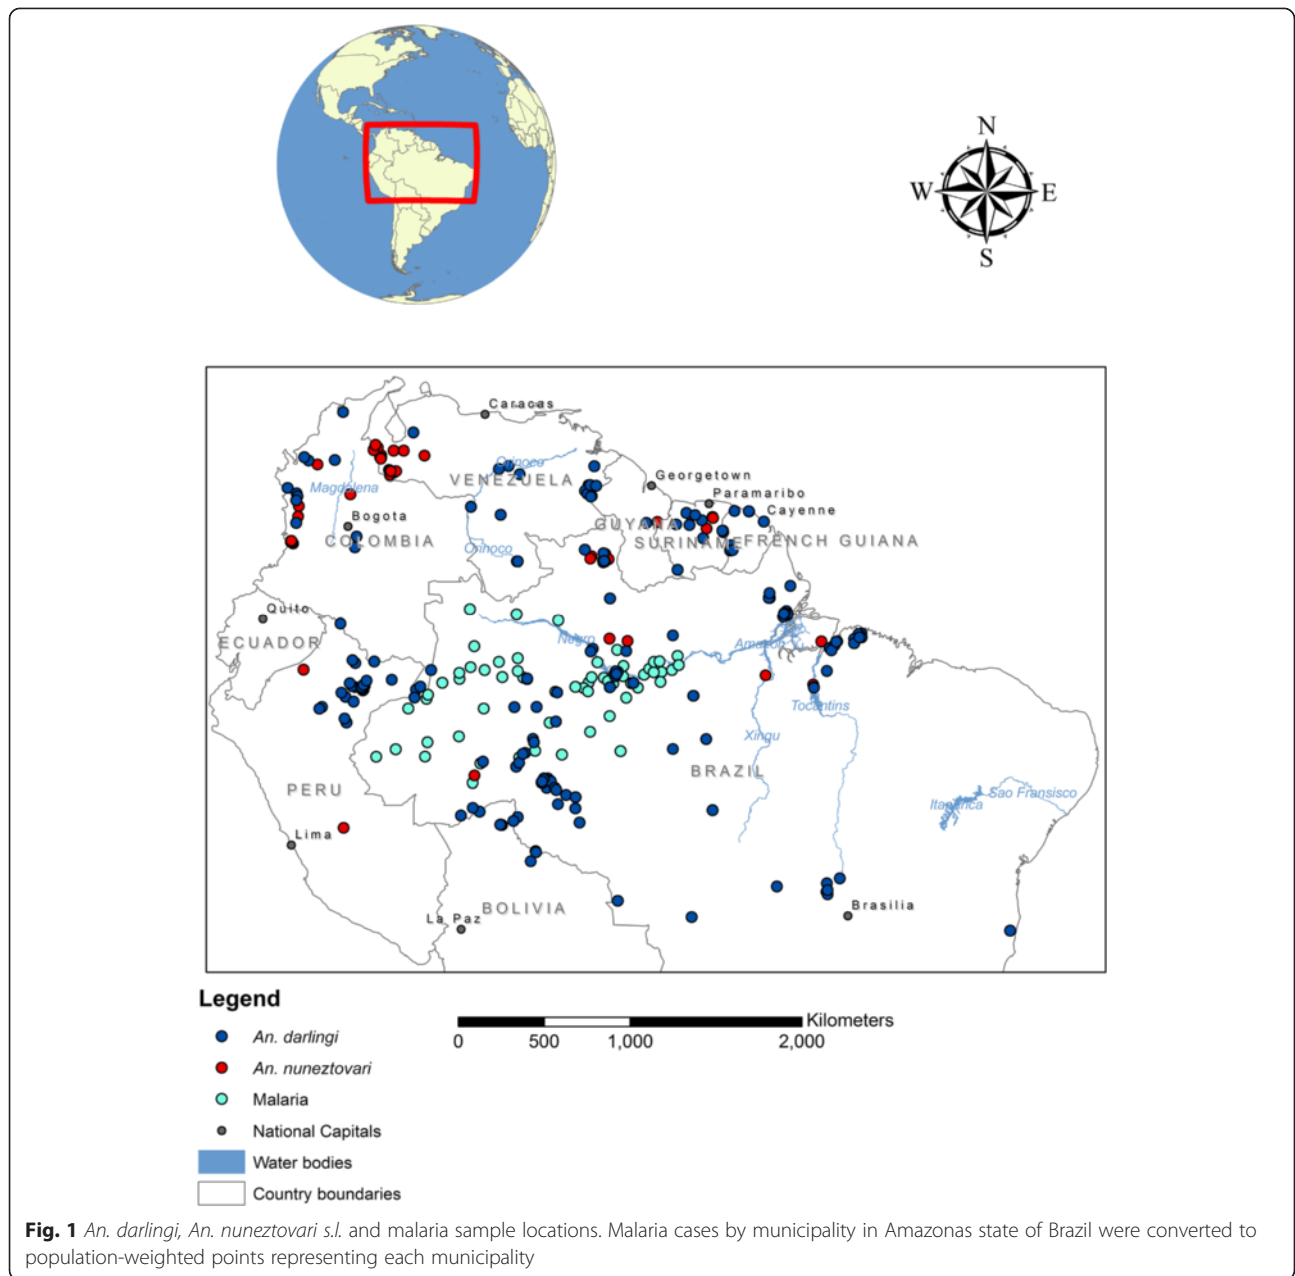 N
W E
S
Caracas
Orinoco
VENEZUELA
Georgetown
Magdalena
Paramaribo
Bogota
Cayenne
GUYANA
COLOMBIA
SURINAME FRENCH GUIANA
Orinoco
Quito
ECUADOR
Negro
Amazon
Tocantins
Xingu
BRAZIL
PERU
Sao Fransisco
Itaparica
Lima
BOLIVIA
Brasilia
La Paz
Legend
An. darlingi
An. nuneztovari
Malaria
National Capitals
Water bodies
Country boundaries
Kilometers
0 500 1,000 2,000
Fig. 1 An. darlingi, An. nuneztovari s.l. and malaria sample locations. Malaria cases by municipality in Amazonas state of Brazil were converted to
population-weighted points representing each municipality